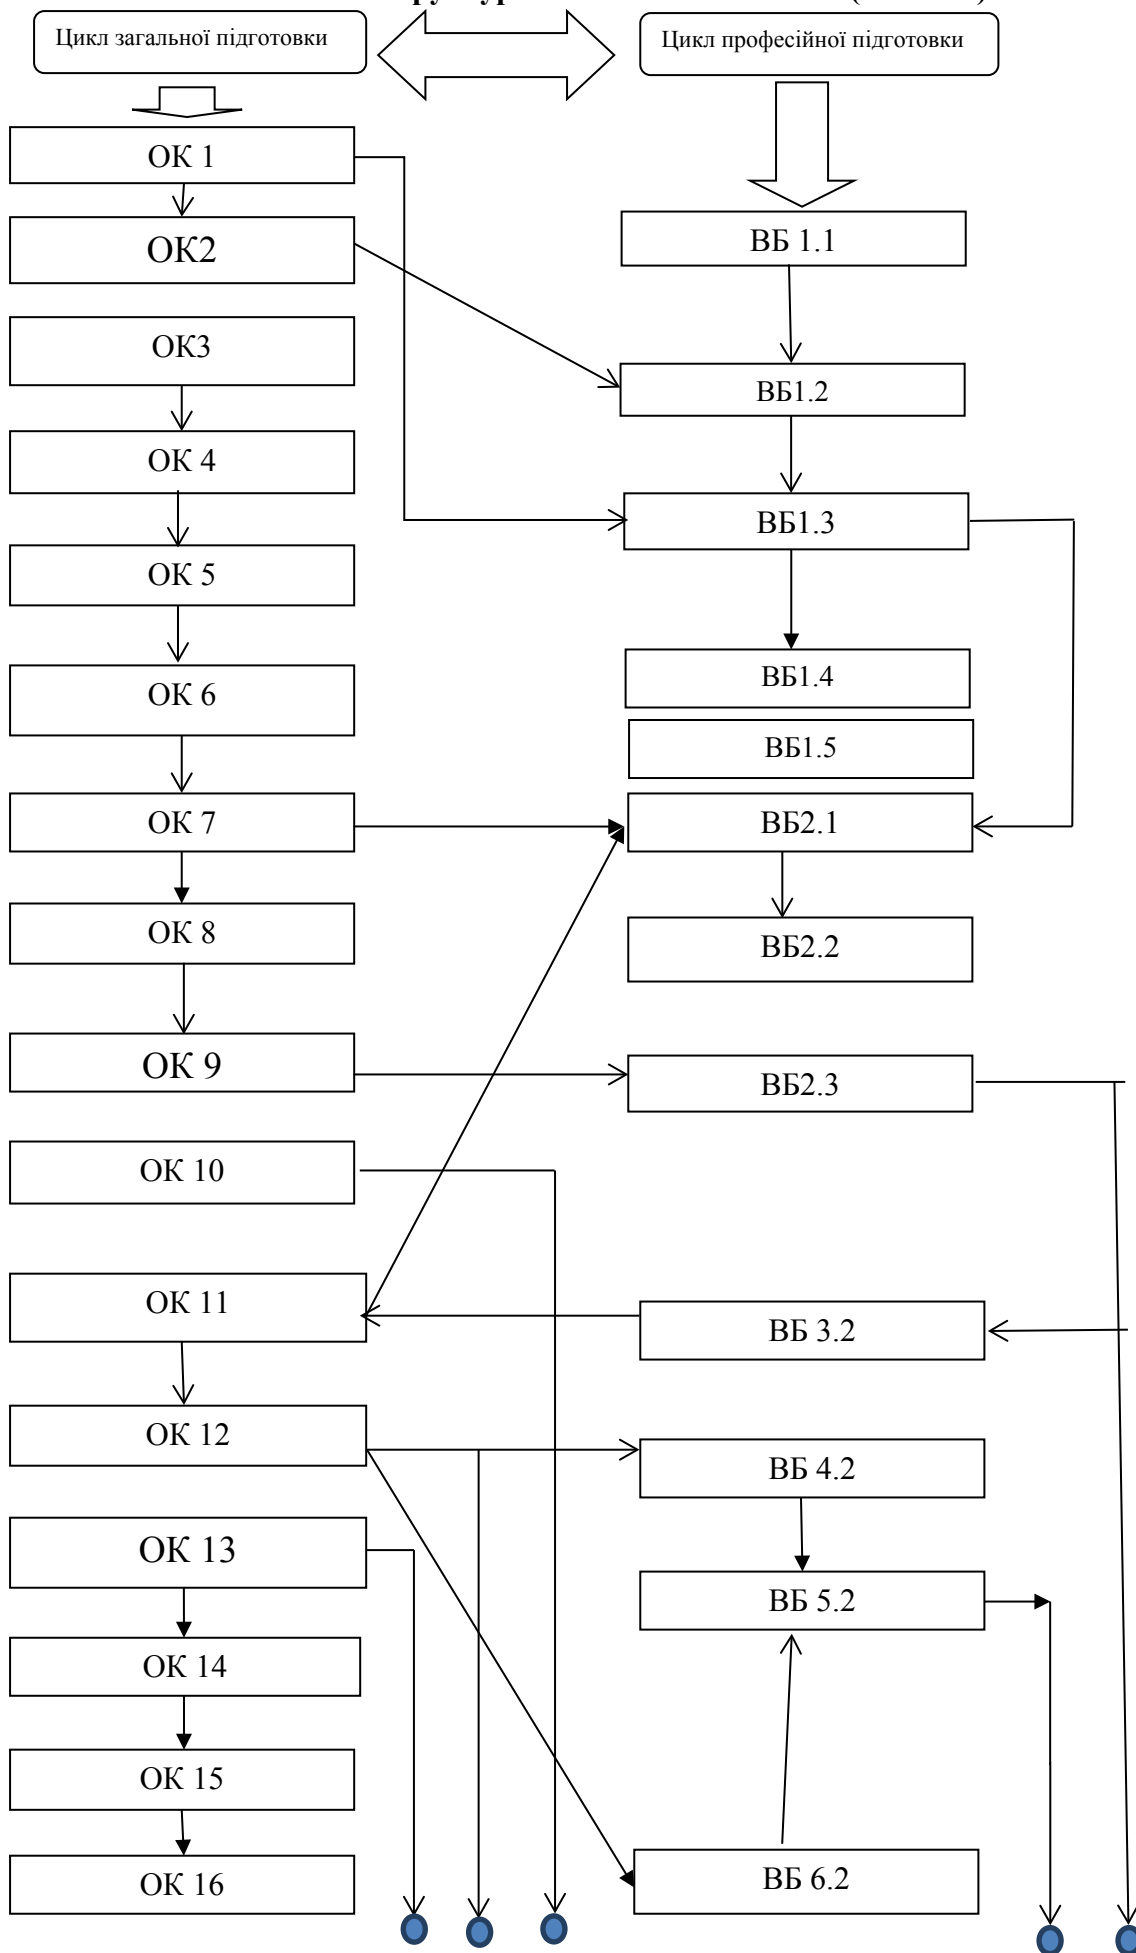 Цикл загальної підготовки
Цикл професійної підготовки
ОК 1
ОК2
ОК3
ОК 4
ОК 5
ОК 6
ОК 7
ОК 8
ОК 9
ОК 10
ОК 11
ОК 12
ОК 13
ОК 14
ОК 15
ОК 16
ВБ 1.1
ВБ1.2
ВБ1.3
ВБ1.4
ВБ1.5
ВБ2.1
ВБ2.2
ВБ2.3
ВБ 3.2
ВБ 4.2
ВБ 5.2
ВБ 6.2